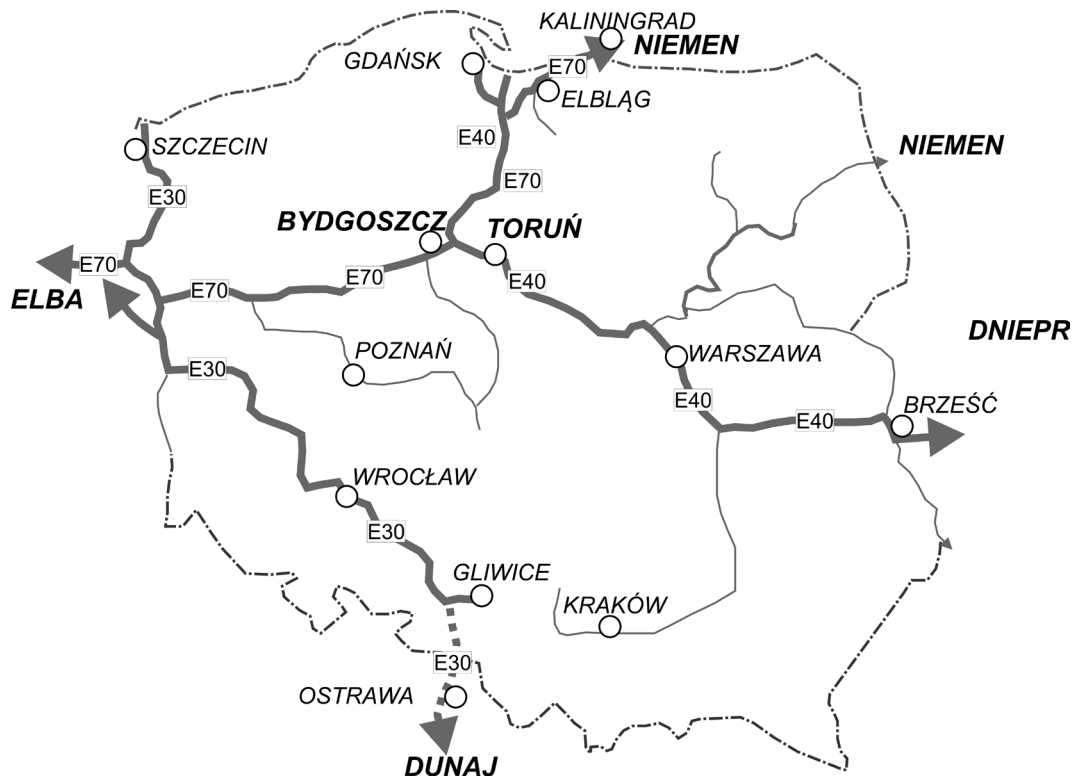 KALININGRAD
NIEMEN
GDAŃSK
E70
ELBLĄG
E40
SZCZECIN
NIEMEN
E70
E30
BYDGOSZCZ
TORUŃ
E70
E70
E70
E40
ELBA
DNIEPR
POZNAŃ
WARSZAWA
E30
E40
E40
BRZEŚĆ
WROCŁAW
E30
GLIWICE
KRAKÓW
E30
OSTRAWA
DUNAJ